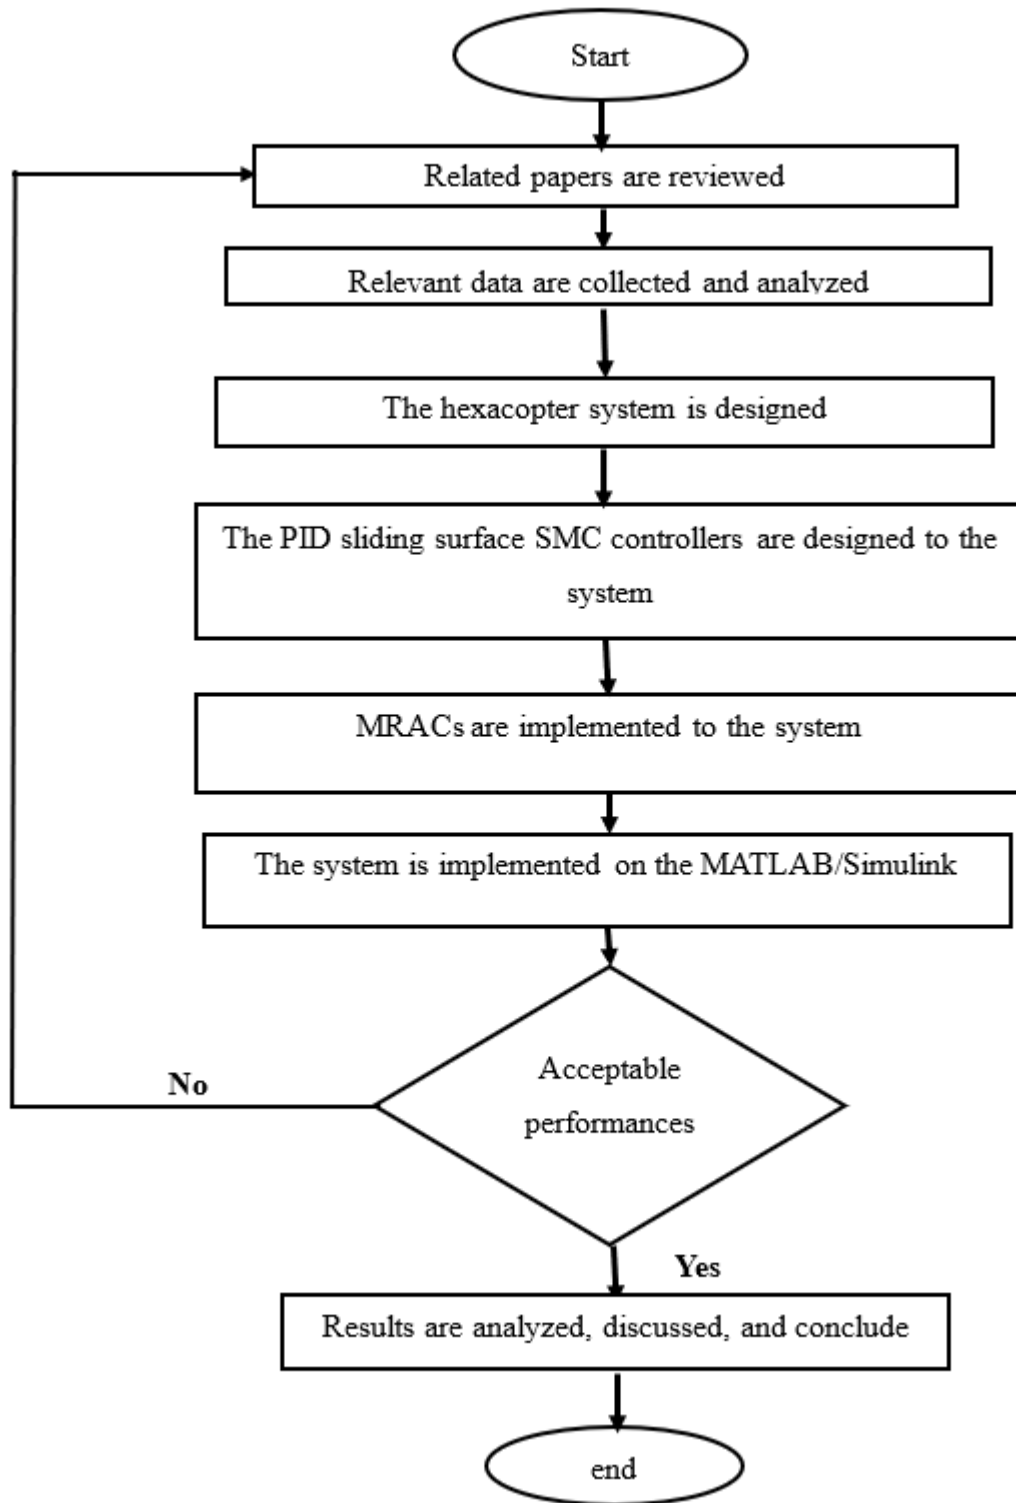 Start
Related papers are reviewed
Relevant data are collected and analyzed
The hexacopter system is designed
The PID sliding surface SMC controllers are designed to the
system
MRACs are implemented to the system
The system is implemented on the MATLAB/Simulink
Acceptable
performances
No
Yes
Results are analyzed, discussed, and conclude
end